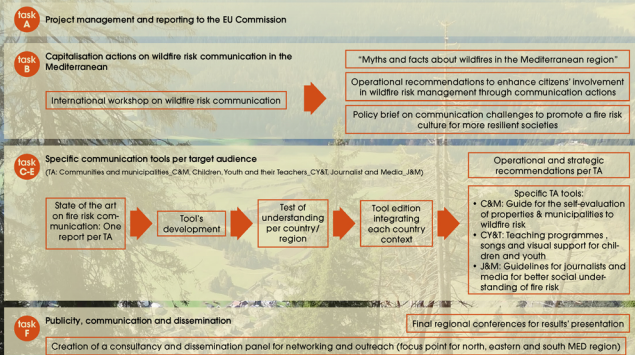 task
A
Project management and reporting to the EU Commission
task
B
Capitalisation actions on wildfire risk communication in the
Mediterranean
International workshop on wildfire risk communication
“Myths and facts about wildfires in the Mediterranean region”
Operational recommendations to enhance citizens’ involvement
in wildfire risk management through communication actions
Policy brief on communication challenges to promote a fire risk
culture for more resilient societies
task
C-E
Specific communication tools per target audience
(TA: Communities and municipalities_C&M, Children, Youth and their Teachers_CY&T, Journalist and Media_J&M)
State of the art
on fire risk com-
munication: One
report per TA
Tool’s
development
Test of
understanding
per country/
region
Tool edition
integrating
each country
context
Operational and strategic
recommendations per TA
Specific TA tools:
• C&M: Guide for the self-evaluation
of properties & municipalities to
wildfire risk
• CY&T: Teaching programmes ,
songs and visual support for chil-
dren and youth
• J&M: Guidelines for journalists and
media for better social under-
standing of fire risk
task
F
Publicity, communication and dissemination
Final regional conferences for results’ presentation
Creation of a consultancy and dissemination panel for networking and outreach (focus point for north, eastern and south MED region)